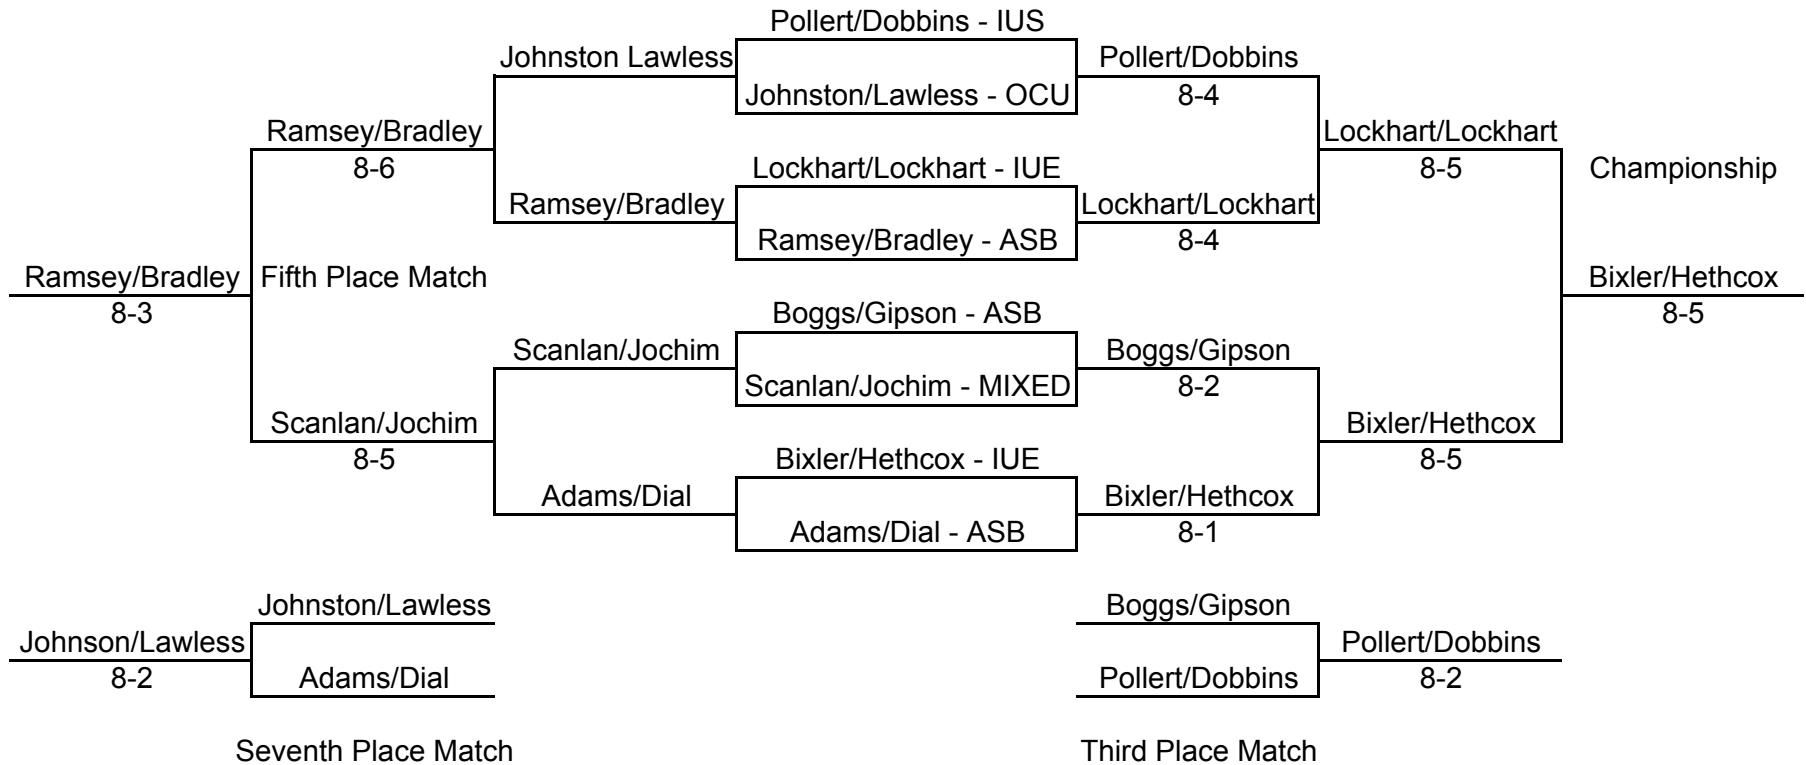 Pollert/Dobbins - IUS
Johnston Lawless
Pollert/Dobbins
Johnston/Lawless - OCU
8-4
Ramsey/Bradley
Lockhart/Lockhart
8-6
Lockhart/Lockhart - IUE
8-5
Championship
Ramsey/Bradley
Lockhart/Lockhart
Ramsey/Bradley - ASB
8-4
Ramsey/Bradley
Fifth Place Match
Bixler/Hethcox
8-3
Boggs/Gipson - ASB
8-5
Scanlan/Jochim
Boggs/Gipson
Scanlan/Jochim - MIXED
8-2
Scanlan/Jochim
Bixler/Hethcox
8-5
Bixler/Hethcox - IUE
8-5
Adams/Dial
Bixler/Hethcox
Adams/Dial - ASB
8-1
Johnston/Lawless
Boggs/Gipson
Johnson/Lawless
Pollert/Dobbins
8-2
Adams/Dial
Pollert/Dobbins
8-2
Seventh Place Match
Third Place Match